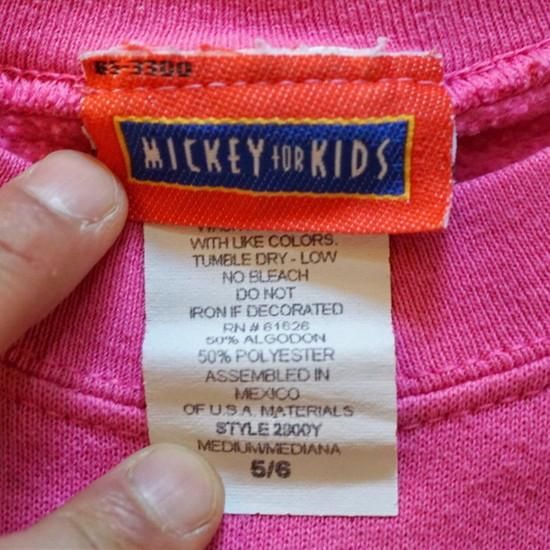 MICKEY FOR KIDS
WITH LIKE COLORS.
TUMBLE DRY - LOW
NO BLEACH
DO NOT
IRON IF DECORATED
RN # 61626
50% ALGODON
50% POLYESTER
ASSEMBLED IN
MEXICO
OF U.S.A. MATERIALS
STYLE 2800Y
MEDIUM/MEDIANA
5/6